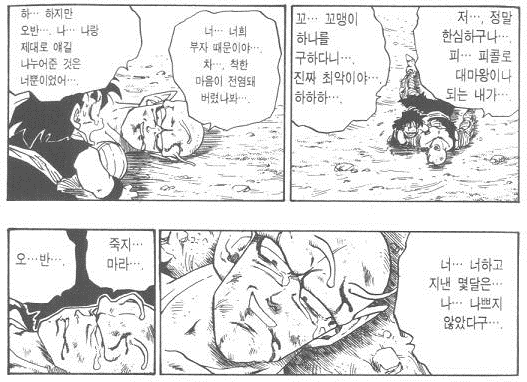 저…, 정말
한심하구나….
피… 피콜로
대마왕이나
되는 내가…
꼬… 꼬맹이
하나를
구하다니….
진짜 최악이야….
하하하….
너… 너희
부자 때문이야….
차…, 착한
마음이 전염돼
버렸나봐….
하… 하지만
오반…. 나… 나랑
제대로 얘길
나누어준 것은
너뿐이었어….
너… 너하고
지낸 몇달은…
나… 나쁘지
않았다구….
죽지…
마라…
오…반….